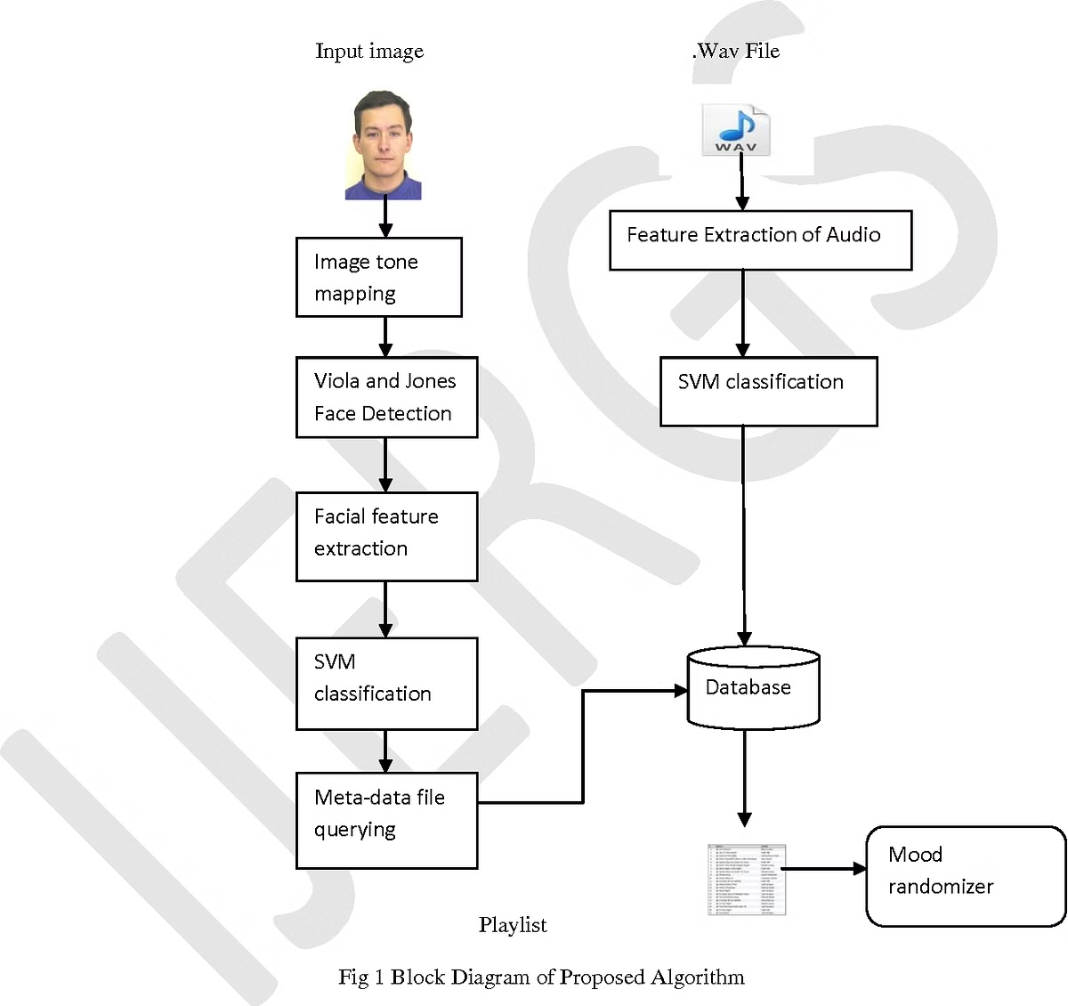 Input image
.Wav File
WAV
Feature Extraction of Audio
Image tone
mapping
Viola and Jones
Face Detection
SVM classification
Facial feature
extraction
SVM
classification
Database
Meta-data file
querying
Mood
randomizer
Playlist
Fig 1 Block Diagram of Proposed Algorithm
IJERGS